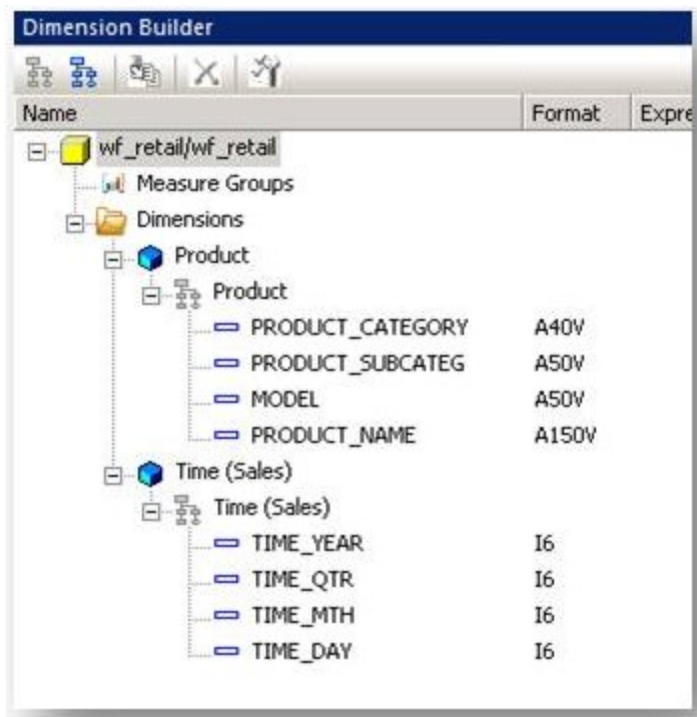 Dimension Builder
Name Format Expre
wf_retail/wf_retail
Measure Groups
Dimensions
Product
Product
PRODUCT_CATEGORY A40V
PRODUCT_SUBCATEG A50V
MODEL A50V
PRODUCT_NAME A150V
Time (Sales)
Time (Sales)
TIME_YEAR I6
TIME_QTR I6
TIME_MTH I6
TIME_DAY I6